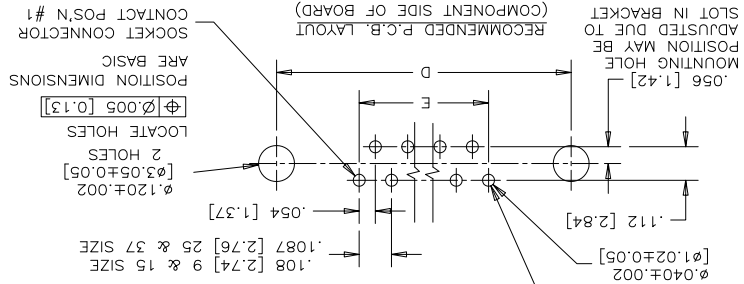 ø.040±.002
[ø1.02±0.05]
.108 [2.74] 9 & 15 SIZE
.1087 [2.76] 25 & 37 SIZE
.112 [2.84]
.054 [1.37]
ø.120±.002
[ø3.05±0.05]
2 HOLES
LOCATE HOLES
⌖ Ø.005 [0.13]
POSITION DIMENSIONS
ARE BASIC
E
.056 [1.42]
MOUNTING HOLE
POSITION MAY BE
ADJUSTED DUE TO
SLOT IN BRACKET
D
SOCKET CONNECTOR
CONTACT POS'N #1
RECOMMENDED P.C.B. LAYOUT
(COMPONENT SIDE OF BOARD)